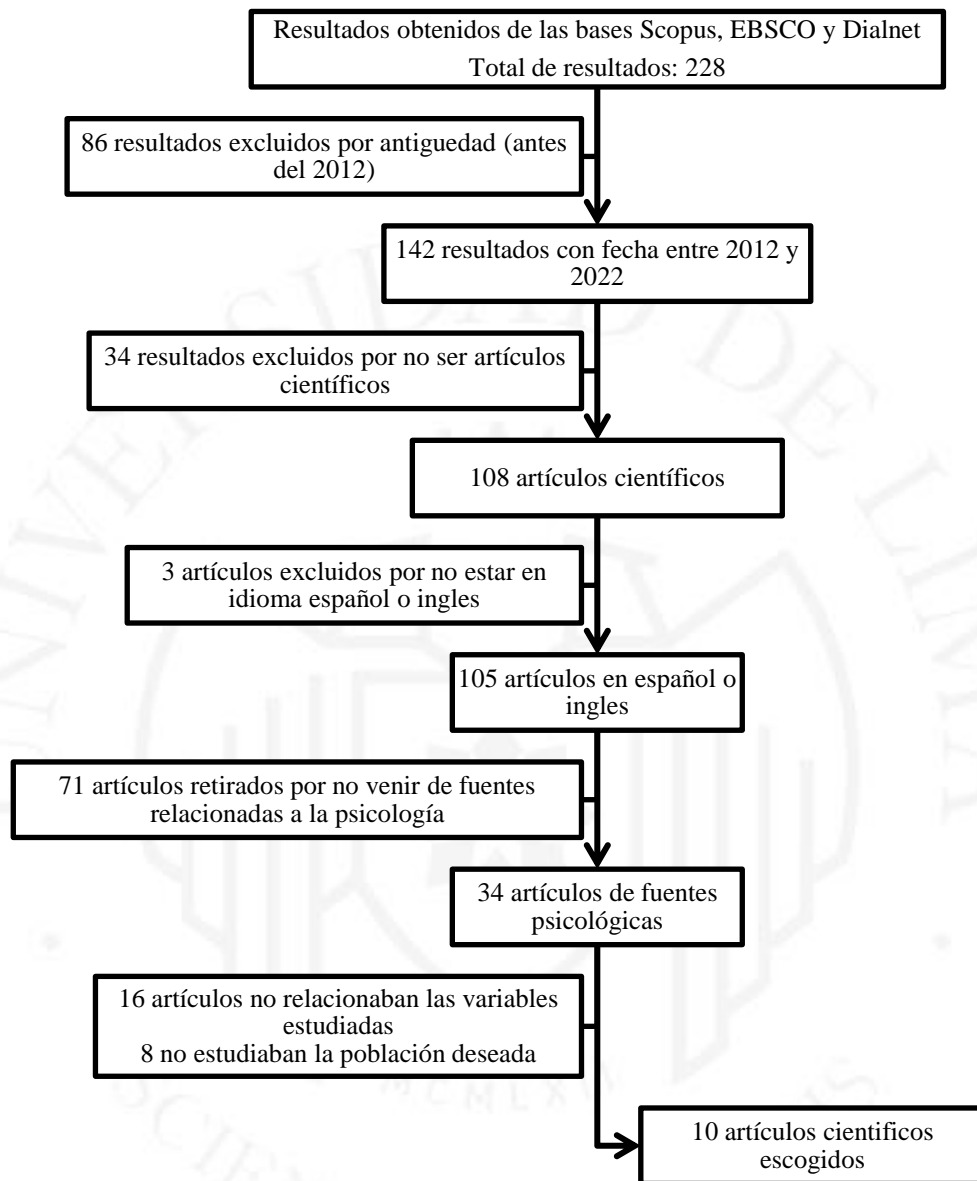 Resultados obtenidos de las bases Scopus, EBSCO y Dialnet
Total de resultados: 228
86 resultados excluidos por antiguedad (antes
del 2012)
142 resultados con fecha entre 2012 y
2022
34 resultados excluidos por no ser artículos
científicos
108 artículos científicos
3 artículos excluidos por no estar en
idioma español o ingles
105 artículos en español o
ingles
71 artículos retirados por no venir de fuentes
relacionadas a la psicología
34 artículos de fuentes
psicológicas
16 artículos no relacionaban las variables
estudiadas
8 no estudiaban la población deseada
10 artículos cientificos
escogidos
UNIVERSIDAD DE LIMA